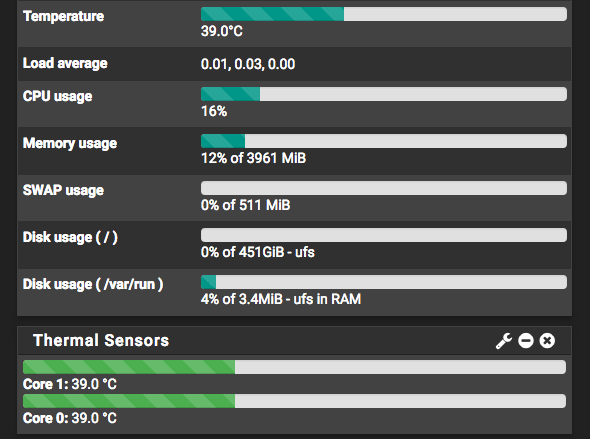 Temperature
39.0°C
Load average
0.01, 0.03, 0.00
CPU usage
16%
Memory usage
12% of 3961 MiB
SWAP usage
0% of 511 MiB
Disk usage ( / )
0% of 451GiB - ufs
Disk usage ( /var/run )
4% of 3.4MiB - ufs in RAM
Thermal Sensors
Core 1: 39.0 °C
Core 0: 39.0 °C